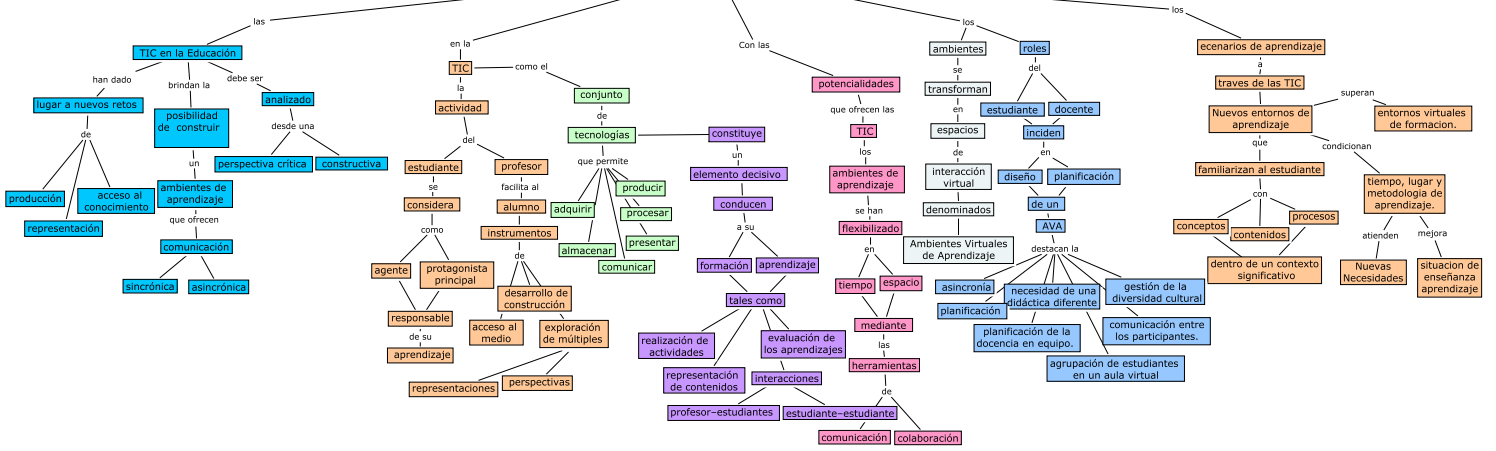 las
TIC en la Educación
han dado
brindan la
debe ser
lugar a nuevos retos
posibilidad
de construir
analizado
de
desde una
un
perspectiva crítica
constructiva
producción
acceso al
conocimiento
representación
ambientes de
aprendizaje
que ofrecen
comunicación
sincrónica
asincrónica
en la
TIC
como el
la
actividad
del
estudiante
profesor
se
facilita al
considera
alumno
como
instrumentos
de
agente
protagonista
principal
desarrollo de
construcción
responsable
acceso al
medio
exploración
de múltiples
de su
aprendizaje
representaciones
perspectivas
conjunto
de
tecnologías
que permite
producir
adquirir
procesar
almacenar
presentar
comunicar
constituye
un
elemento decisivo
conducen
a su
formación
aprendizaje
tales como
realización de
actividades
evaluación de
los aprendizajes
representación
de contenidos
interacciones
profesor–estudiantes
estudiante–estudiante
Con las
potencialidades
que ofrecen las
TIC
los
ambientes de
aprendizaje
se han
flexibilizado
en
tiempo
espacio
mediante
las
herramientas
de
comunicación
colaboración
los
ambientes
se
transforman
en
espacios
de
interacción
virtual
denominados
Ambientes Virtuales
de Aprendizaje
roles
del
estudiante
docente
inciden
en
diseño
planificación
de un
AVA
destacan la
asincronía
necesidad de una
didáctica diferente
gestión de la
diversidad cultural
planificación
planificación de la
docencia en equipo.
comunicación entre
los participantes.
agrupación de estudiantes
en un aula virtual
los
ecenarios de aprendizaje
a
traves de las TIC
superan
Nuevos entornos de
aprendizaje
entornos virtuales
de formacion.
que
condicionan
familiarizan al estudiante
con
tiempo, lugar y
metodologia de
aprendizaje.
conceptos
contenidos
procesos
atienden
mejora
dentro de un contexto
significativo
Nuevas
Necesidades
situacion de
enseñanza
aprendizaje